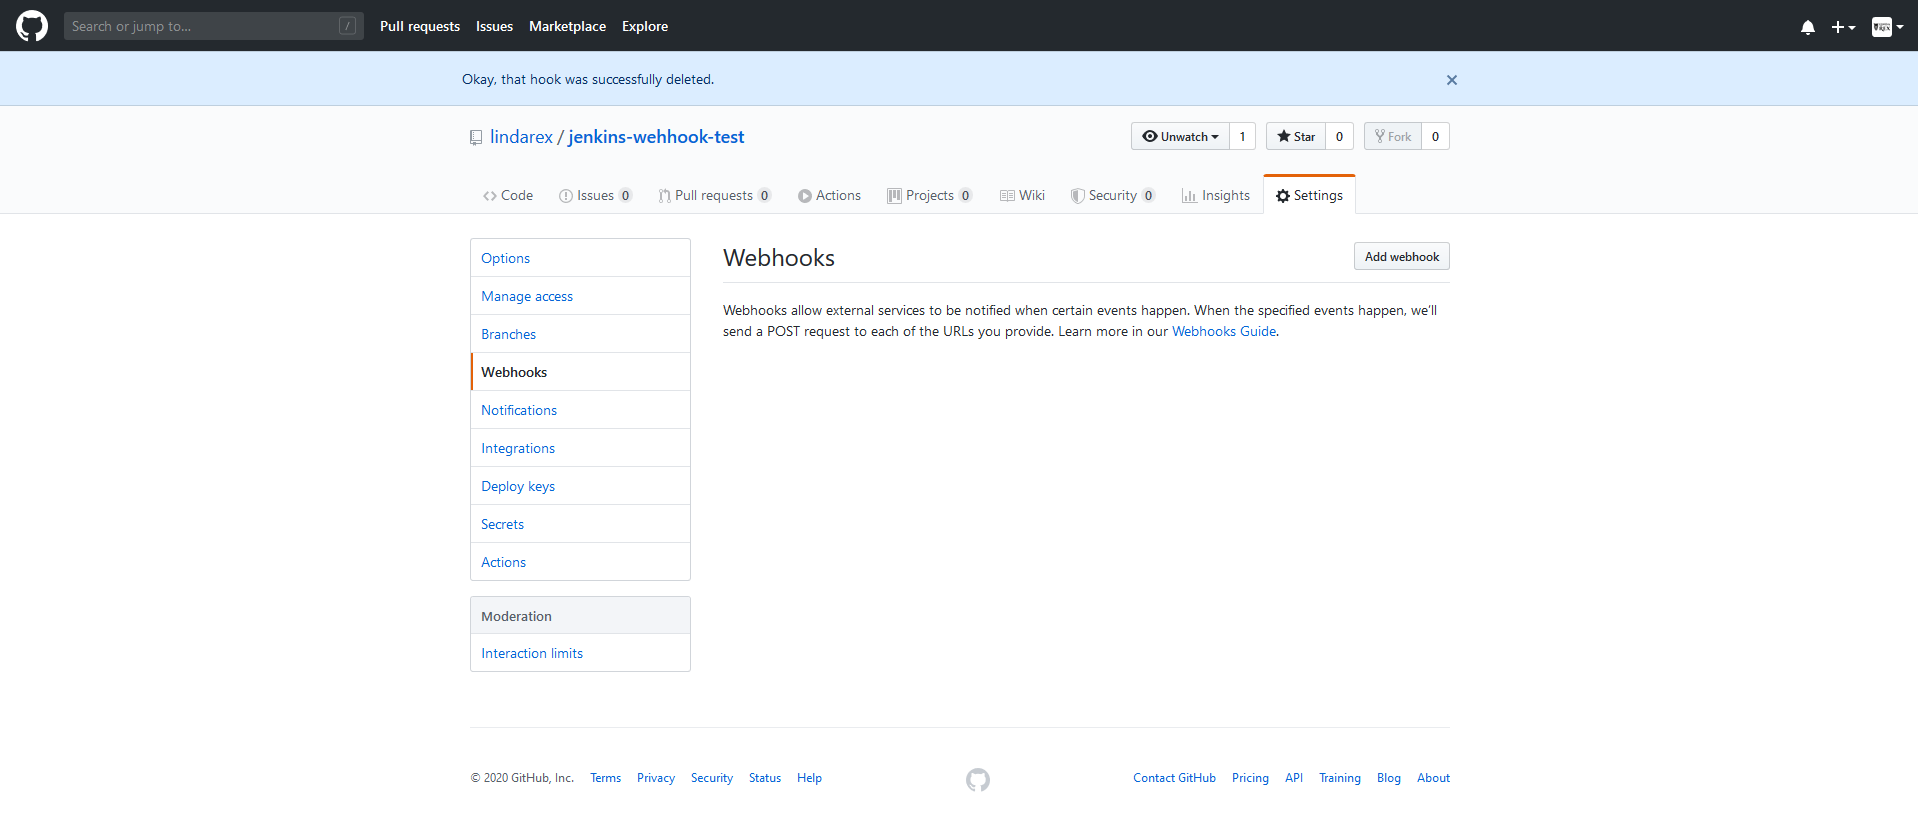 Search or jump to... / Pull requests Issues Marketplace Explore
Okay, that hook was successfully deleted.
lindarex / jenkins-wehhook-test Unwatch 1 Star 0 Fork 0
Code Issues 0 Pull requests 0 Actions Projects 0 Wiki Security 0 Insights Settings
Options
Manage access
Branches
Webhooks
Notifications
Integrations
Deploy keys
Secrets
Actions
Moderation
Interaction limits
Webhooks Add webhook
Webhooks allow external services to be notified when certain events happen. When the specified events happen, we’ll
send a POST request to each of the URLs you provide. Learn more in our Webhooks Guide.
© 2020 GitHub, Inc. Terms Privacy Security Status Help Contact GitHub Pricing API Training Blog About